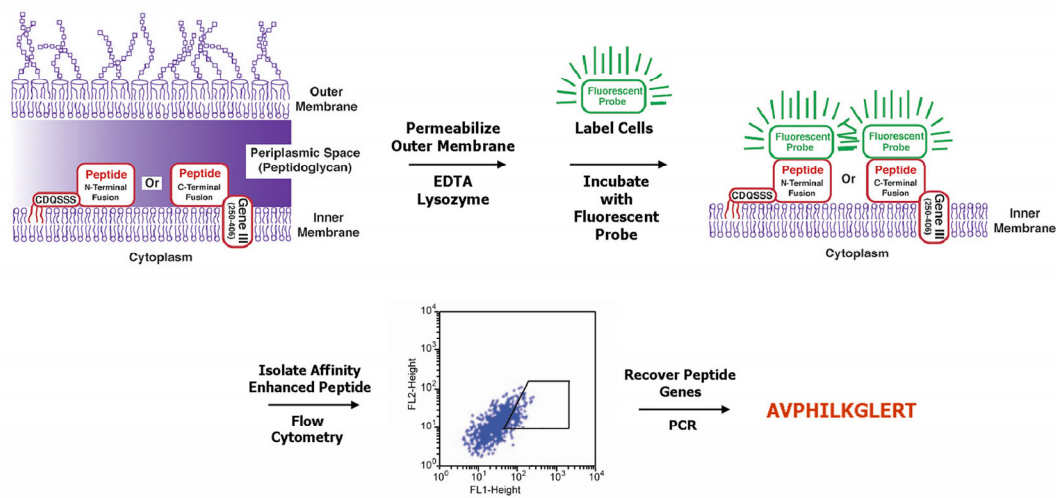 Outer
Membrane
Periplasmic Space
(Peptidoglycan)
Peptide
N-Terminal
Fusion
Or
Peptide
C-Terminal
Fusion
CDQSSS
Gene III
(250-406)
Inner
Membrane
Cytoplasm
Permeabilize
Outer Membrane
EDTA
Lysozyme
Fluorescent
Probe
Label Cells
Incubate
with
Fluorescent
Probe
Fluorescent
Probe
Fluorescent
Probe
Peptide
N-Terminal
Fusion
Or
Peptide
C-Terminal
Fusion
CDQSSS
Gene III
(250-406)
Inner
Membrane
Cytoplasm
Isolate Affinity
Enhanced Peptide
Flow
Cytometry
FL2-Height
10⁴
10³
10²
10¹
10⁰
10⁰ 10¹ 10² 10³ 10⁴
FL1-Height
Recover Peptide
Genes
PCR
AVPHILKGLERT